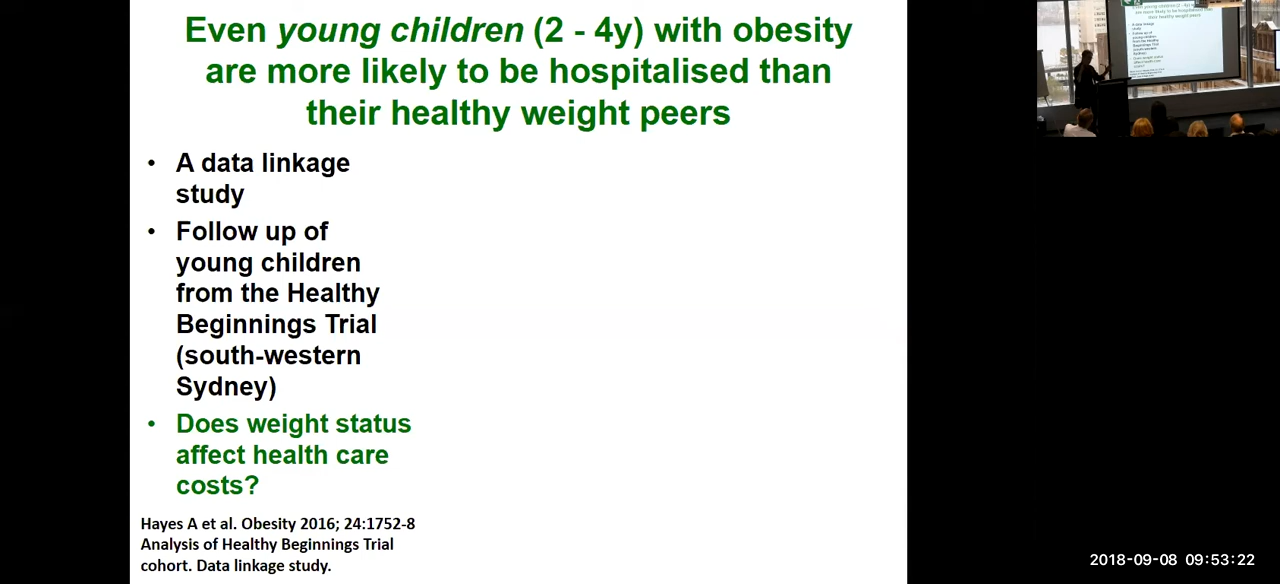 Even young children (2 - 4y) with obesity
are more likely to be hospitalised than
their healthy weight peers
• A data linkage
study
• Follow up of
young children
from the Healthy
Beginnings Trial
(south-western
Sydney)
• Does weight status
affect health care
costs?
Hayes A et al. Obesity 2016; 24:1752-8
Analysis of Healthy Beginnings Trial
cohort. Data linkage study.
2018-09-08 09:53:22